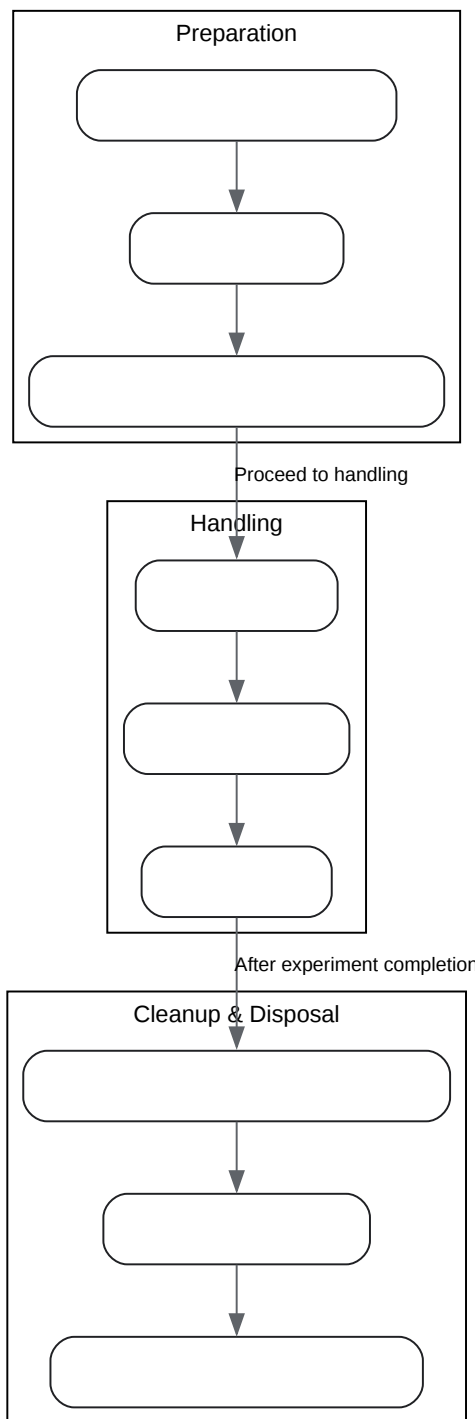 Preparation
Proceed to handling
Handling
After experiment completion
Cleanup & Disposal